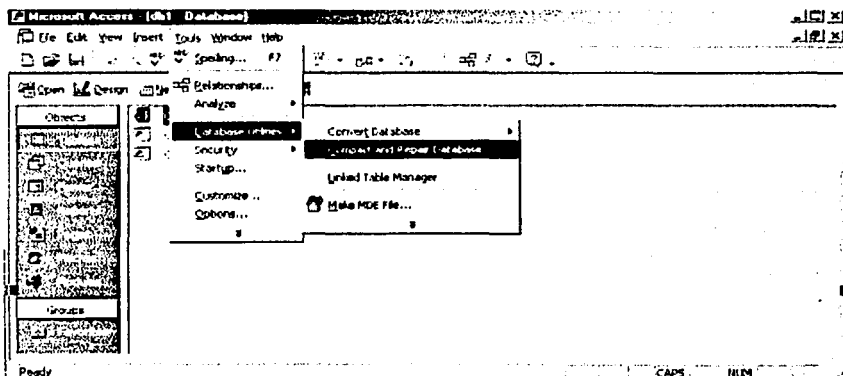 Microsoft Access - [db1 : Database]
File Edit View Insert Tools Window Help
Spelling... F7
Open Design
Relationships...
Analyze
Objects
Database Utilities
Convert Database
Security
Compact and Repair Database
Startup...
Linked Table Manager
Customize...
Make MDE File...
Options...
Groups
Ready
CAPS NUM